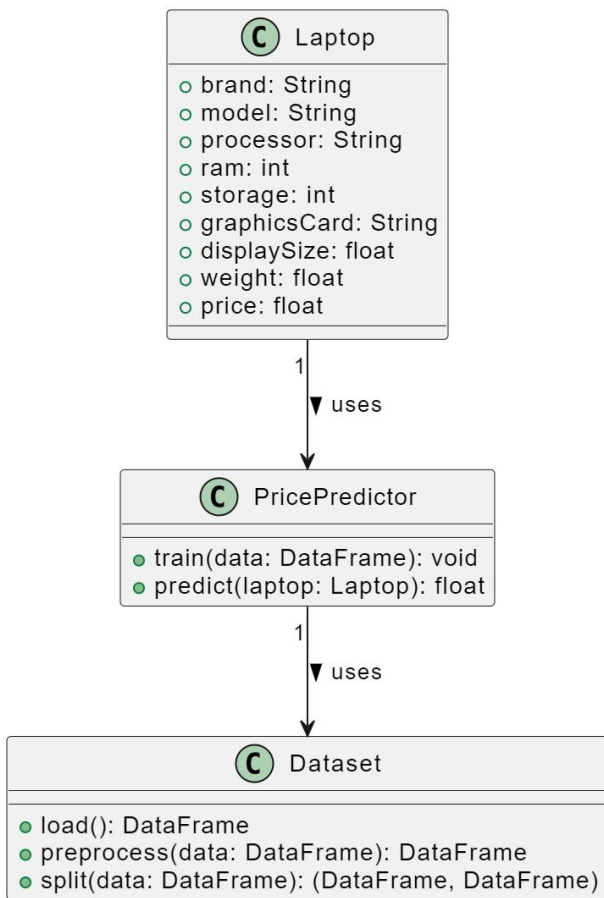 C Laptop
brand: String
model: String
processor: String
ram: int
storage: int
graphicsCard: String
displaySize: float
weight: float
price: float
1
uses
C PricePredictor
train(data: DataFrame): void
predict(laptop: Laptop): float
1
uses
C Dataset
load(): DataFrame
preprocess(data: DataFrame): DataFrame
split(data: DataFrame): (DataFrame, DataFrame)